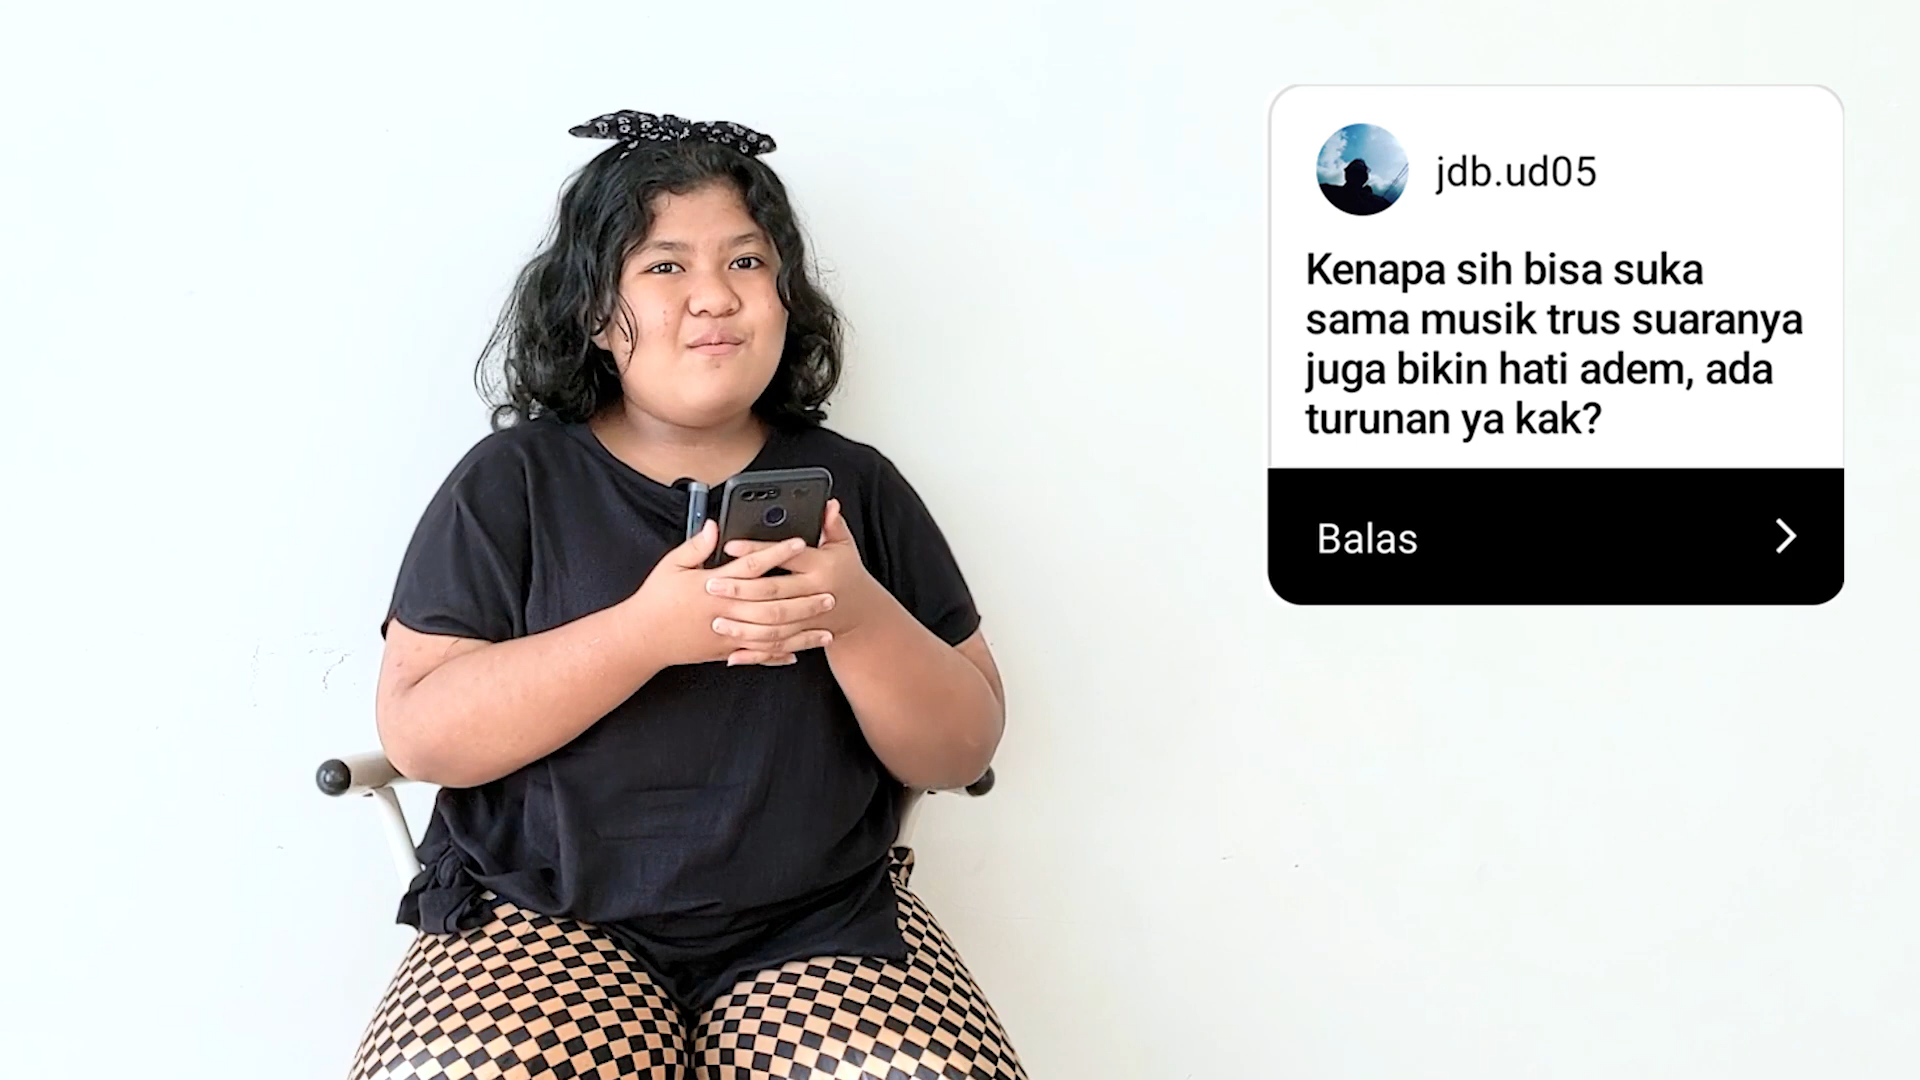 jdb.ud05
Kenapa sih bisa suka
sama musik trus suaranya
juga bikin hati adem, ada
turunan ya kak?
Balas